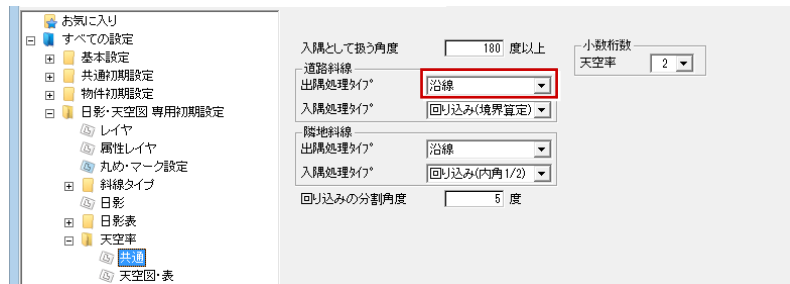 お気に入り
すべての設定
基本設定
共通初期設定
物件初期設定
日影・天空図 専用初期設定
レイヤ
属性レイヤ
丸め・マーク設定
斜線タイプ
日影
日影表
天空率
共通
天空図・表
入隅として扱う角度 180 度以上
道路斜線
出隅処理ﾀｲﾌﾟ 沿線
入隅処理ﾀｲﾌﾟ 回り込み(境界算定)
隣地斜線
出隅処理ﾀｲﾌﾟ 沿線
入隅処理ﾀｲﾌﾟ 回り込み(内角1/2)
回り込みの分割角度 5 度
小数桁数
天空率 2